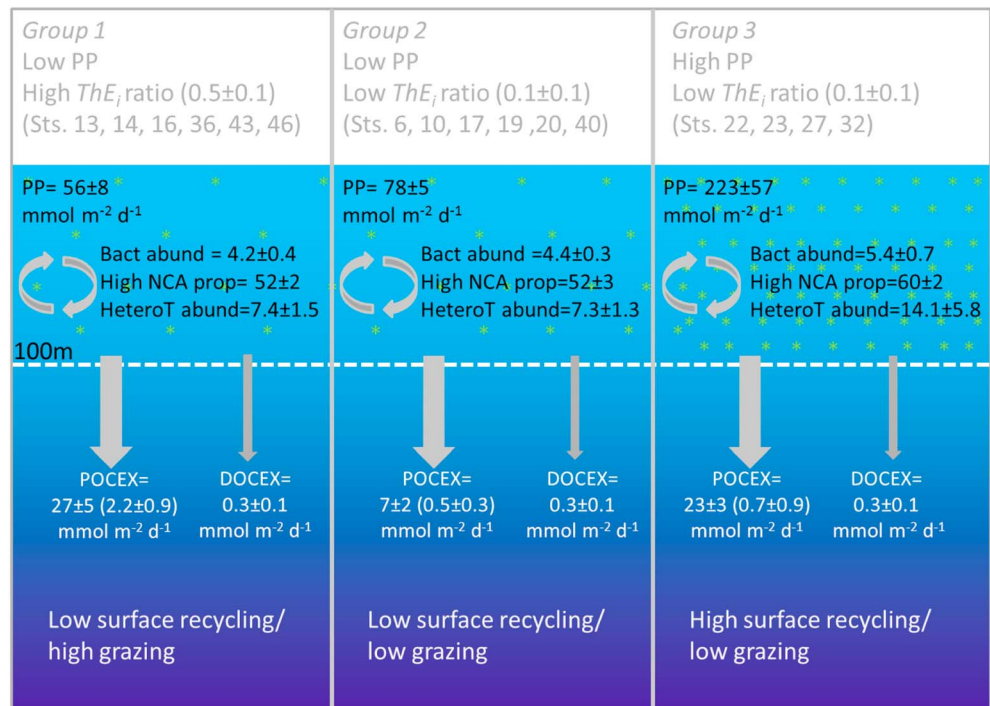 Group 1
Low PP
High ThEi ratio (0.5±0.1)
(Sts. 13, 14, 16, 36, 43, 46)
PP= 56±8
mmol m-2 d-1
Bact abund = 4.2±0.4
High NCA prop= 52±2
HeteroT abund=7.4±1.5
100m
POCEX=
27±5 (2.2±0.9)
mmol m-2 d-1
DOCEX=
0.3±0.1
mmol m-2 d-1
Low surface recycling/
high grazing
Group 2
Low PP
Low ThEi ratio (0.1±0.1)
(Sts. 6, 10, 17, 19 ,20, 40)
PP= 78±5
mmol m-2 d-1
Bact abund =4.4±0.3
High NCA prop=52±3
HeteroT abund=7.3±1.3
POCEX=
7±2 (0.5±0.3)
mmol m-2 d-1
DOCEX=
0.3±0.1
mmol m-2 d-1
Low surface recycling/
low grazing
Group 3
High PP
Low ThEi ratio (0.1±0.1)
(Sts. 22, 23, 27, 32)
PP= 223±57
mmol m-2 d-1
Bact abund=5.4±0.7
High NCA prop=60±2
HeteroT abund=14.1±5.8
POCEX=
23±3 (0.7±0.9)
mmol m-2 d-1
DOCEX=
0.3±0.1
mmol m-2 d-1
High surface recycling/
low grazing